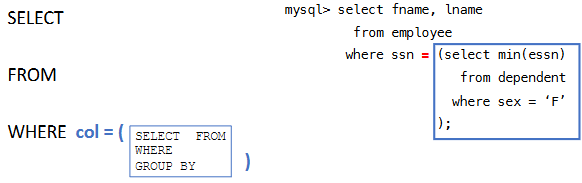 SELECT
FROM
WHERE col = ( SELECT FROM
WHERE
GROUP BY )
mysql> select fname, lname
from employee
where ssn = (select min(essn)
from dependent
where sex = ‘F’
);